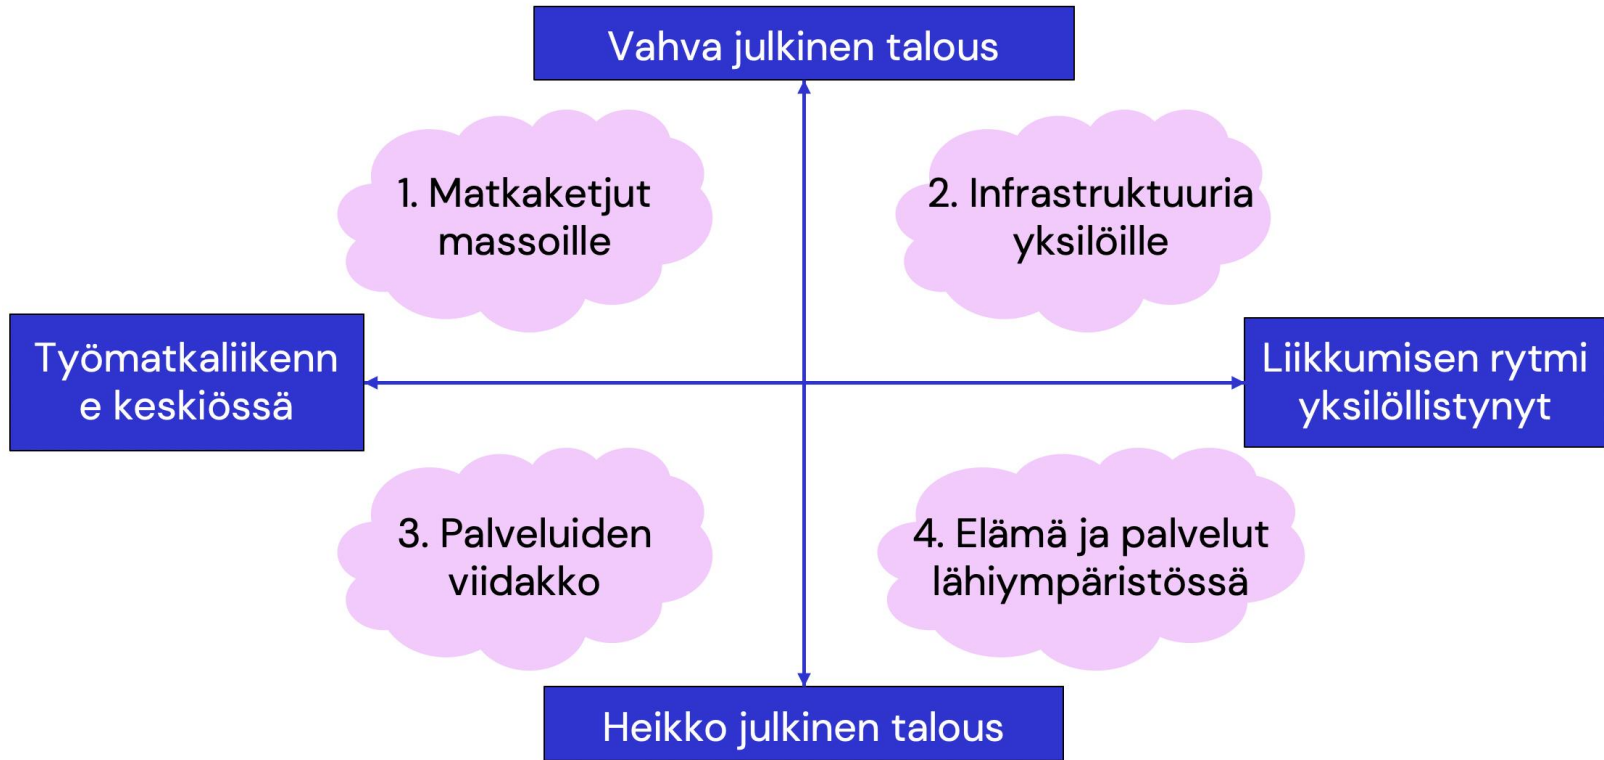 Vahva julkinen talous
1. Matkaketjut
massoille
2. Infrastruktuuria
yksilöille
Työmatkaliikenn
e keskiössä
Liikkumisen rytmi
yksilöllistynyt
3. Palveluiden
viidakko
4. Elämä ja palvelut
lähiympäristössä
Heikko julkinen talous